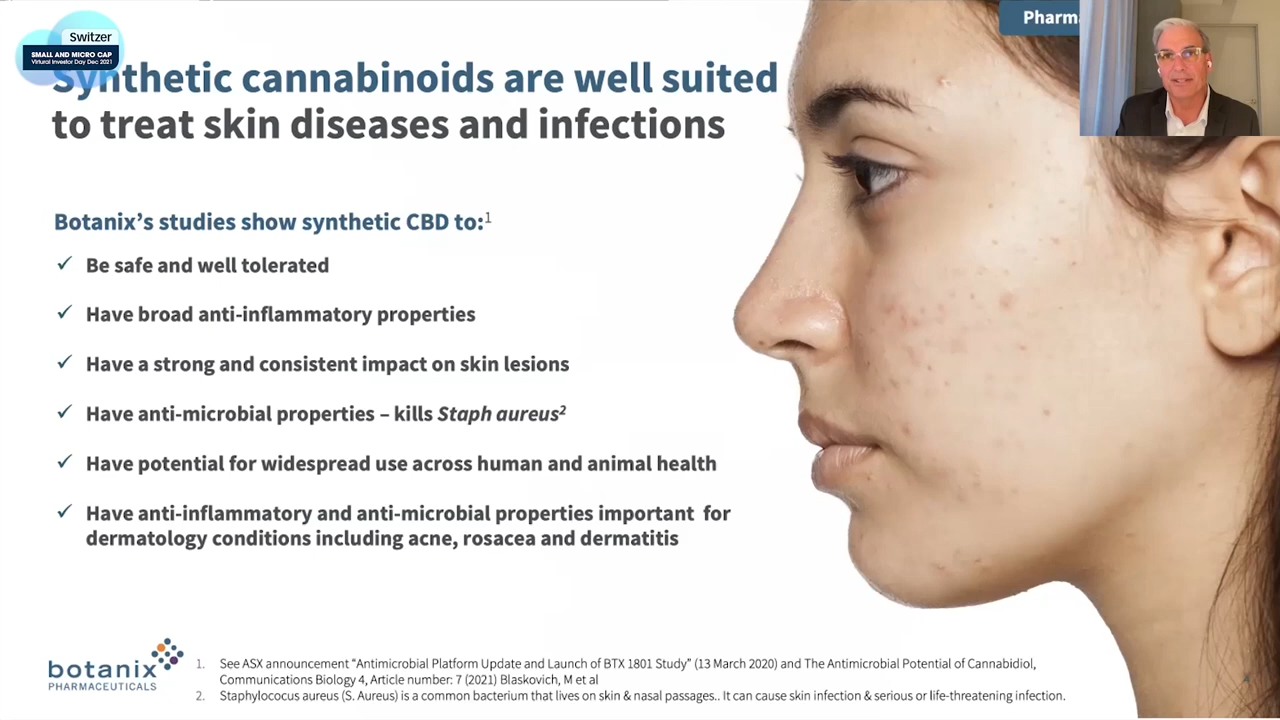 Switzer
SMALL AND MICRO CAP
Virtual Investor Day Dec 2021
Pharma
Synthetic cannabinoids are well suited
to treat skin diseases and infections
Botanix’s studies show synthetic CBD to:1
✓ Be safe and well tolerated
✓ Have broad anti-inflammatory properties
✓ Have a strong and consistent impact on skin lesions
✓ Have anti-microbial properties – kills Staph aureus2
✓ Have potential for widespread use across human and animal health
✓ Have anti-inflammatory and anti-microbial properties important for
dermatology conditions including acne, rosacea and dermatitis
botanix
PHARMACEUTICALS
1. See ASX announcement “Antimicrobial Platform Update and Launch of BTX 1801 Study” (13 March 2020) and The Antimicrobial Potential of Cannabidiol,
Communications Biology 4, Article number: 7 (2021) Blaskovich, M et al
2. Staphylococus aureus (S. Aureus) is a common bacterium that lives on skin & nasal passages.. It can cause skin infection & serious or life-threatening infection.
4